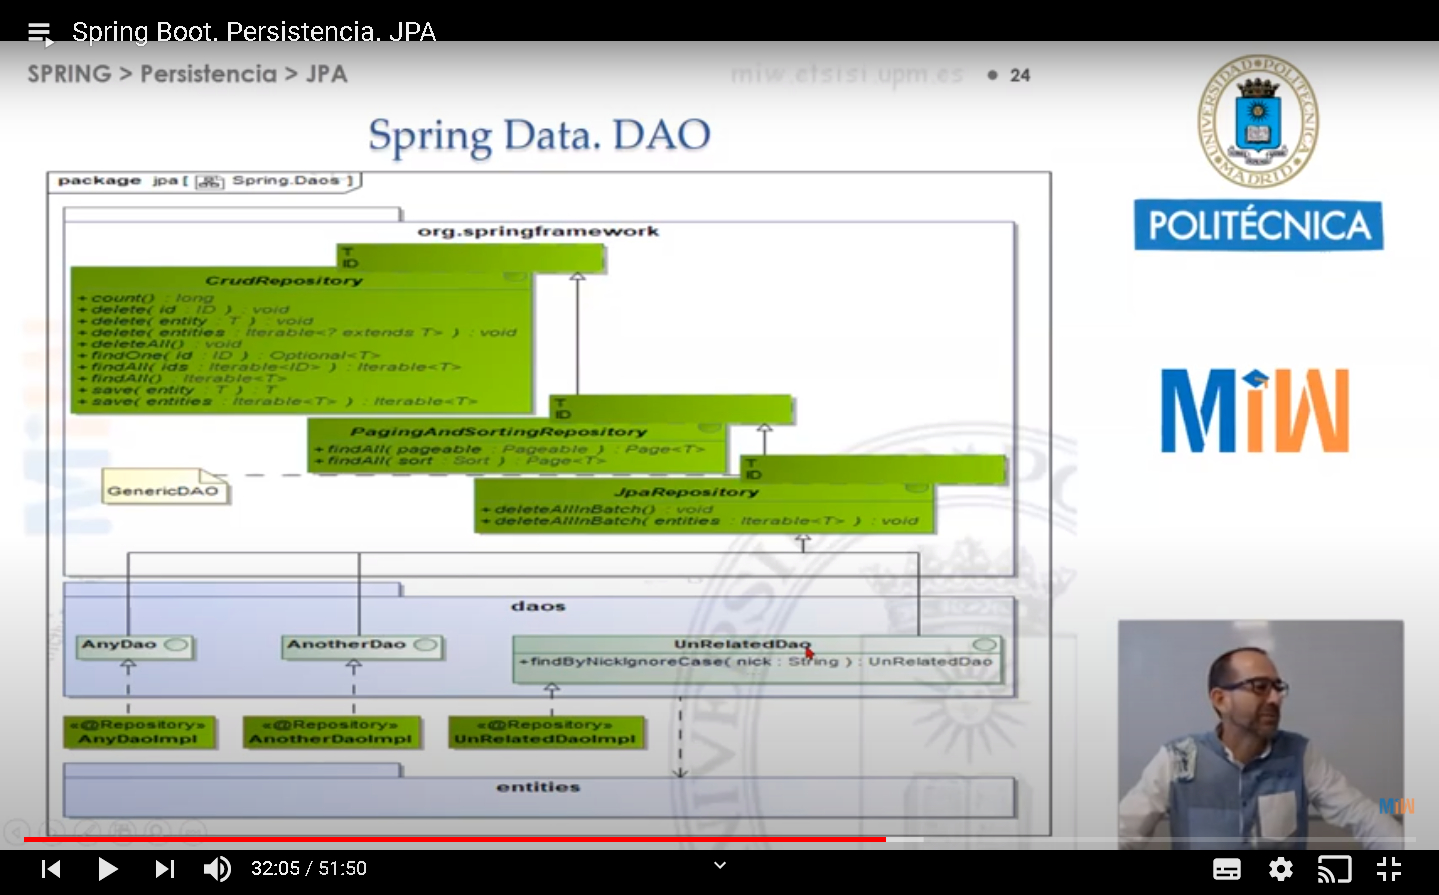 Spring Boot. Persistencia. JPA
SPRING > Persistencia > JPA
miw.etsisi.upm.es ● 24
Spring Data. DAO
package jpa[ Spring.Daos ]
org.springframework
T
ID
CrudRepository
+count() : long
+delete( id : ID ) : void
+delete( entity : T ) : void
+delete( entities : Iterable<? extends T> ) : void
+deleteAll() : void
+findOne( id : ID ) : Optional<T>
+findAll( ids : Iterable<ID> ) : Iterable<T>
+findAll() : Iterable<T>
+save( entity : T ) : T
+save( entities : Iterable<T> ) : Iterable<T>
T
ID
PagingAndSortingRepository
+findAll( pageable : Pageable ) : Page<T>
+findAll( sort : Sort ) : Page<T>
T
ID
GenericDAO
JpaRepository
+deleteAllInBatch() : void
+deleteAllInBatch( entities : Iterable<T> ) : void
daos
AnyDao
AnotherDao
UnRelatedDao
+findByNickIgnoreCase( nick : String ) : UnRelatedDao
«@Repository»
AnyDaoImpl
«@Repository»
AnotherDaoImpl
«@Repository»
UnRelatedDaoImpl
entities
UNIVERSIDAD POLITÉCNICA
MADRID
POLITÉCNICA
MiW
MiW
32:05 / 51:50